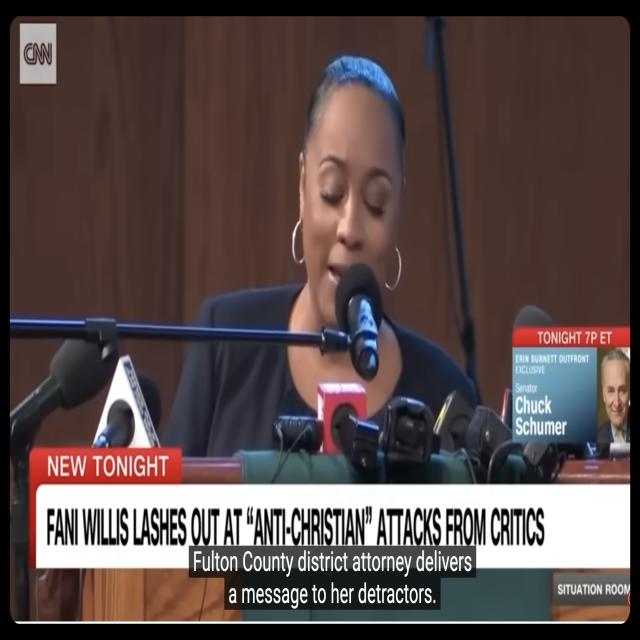 CNN
TONIGHT 7P ET
ERIN BURNETT OUTFRONT
EXCLUSIVE
Senator
Chuck
Schumer
NEW TONIGHT
FANI WILLIS LASHES OUT AT “ANTI-CHRISTIAN” ATTACKS FROM CRITICS
Fulton County district attorney delivers
a message to her detractors.
SITUATION ROOM